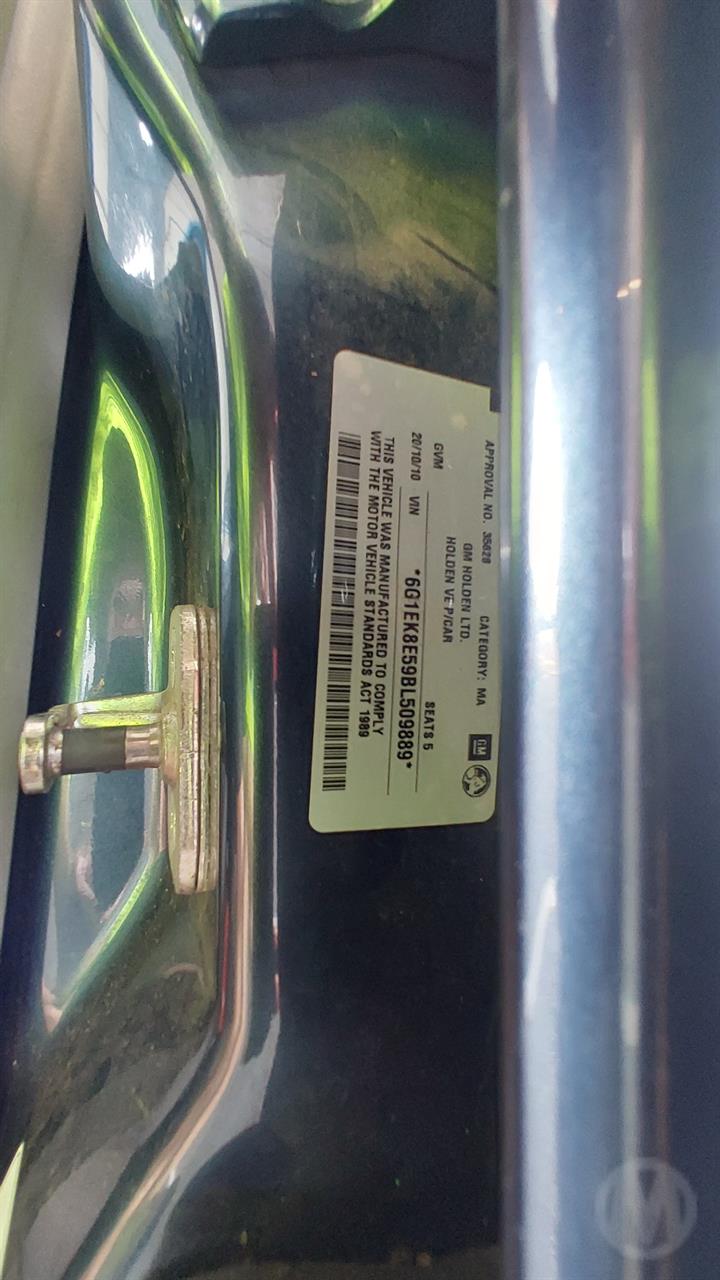 APPROVAL NO. 35628 CATEGORY: MA
GM HOLDEN LTD. GM
HOLDEN VE P/CAR
GVM SEATS 5
20/10/10 VIN *6G1EK8E59BL509889*
THIS VEHICLE WAS MANUFACTURED TO COMPLY
WITH THE MOTOR VEHICLE STANDARDS ACT 1989
M